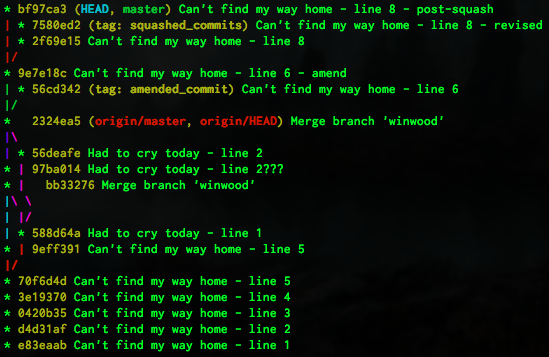 * bf97ca3 (HEAD, master) Can't find my way home - line 8 - post-squash
| * 7580ed2 (tag: squashed_commits) Can't find my way home - line 8 - revised
| * 2f69e15 Can't find my way home - line 8
|/
* 9e7e18c Can't find my way home - line 6 - amend
| * 56cd342 (tag: amended_commit) Can't find my way home - line 6
|/
*   2324ea5 (origin/master, origin/HEAD) Merge branch 'winwood'
|\
| * 56deafe Had to cry today - line 2
* | 97ba014 Had to cry today - line 2???
* |   bb33276 Merge branch 'winwood'
|\ \
| |/
| * 588d64a Had to cry today - line 1
* | 9eff391 Can't find my way home - line 5
|/
* 70f6d4d Can't find my way home - line 5
* 3e19370 Can't find my way home - line 4
* 0420b35 Can't find my way home - line 3
* d4d31af Can't find my way home - line 2
* e83eaab Can't find my way home - line 1